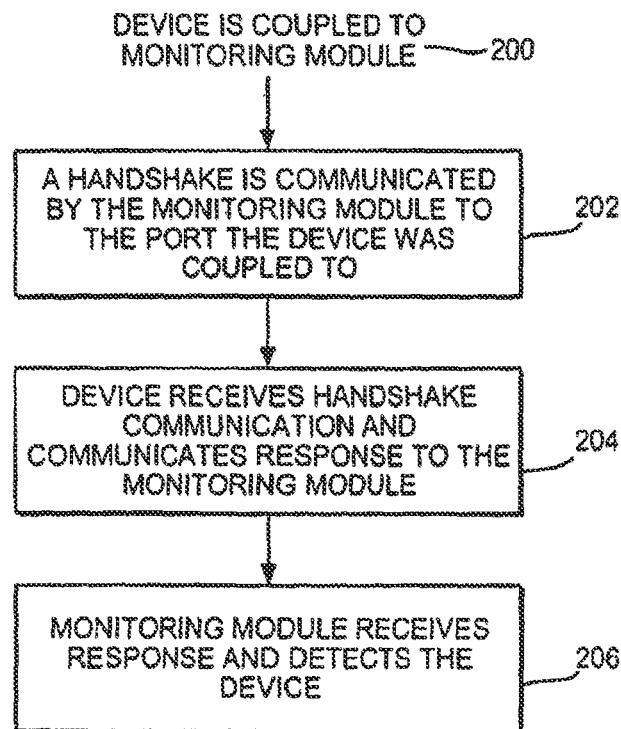 DEVICE IS COUPLED TO
MONITORING MODULE
200
A HANDSHAKE IS COMMUNICATED
BY THE MONITORING MODULE TO
THE PORT THE DEVICE WAS
COUPLED TO
202
DEVICE RECEIVES HANDSHAKE
COMMUNICATION AND
COMMUNICATES RESPONSE TO THE
MONITORING MODULE
204
MONITORING MODULE RECEIVES
RESPONSE AND DETECTS THE
DEVICE
206